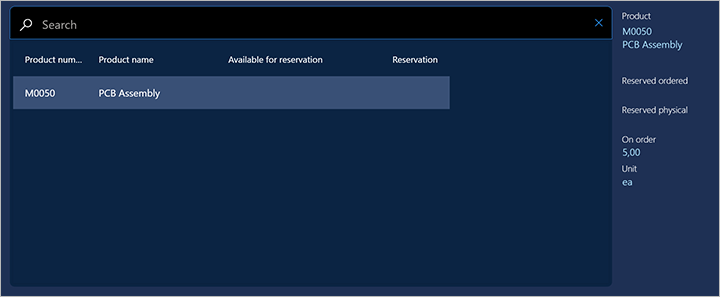 Search
Product num... Product name Available for reservation Reservation
M0050 PCB Assembly
Product
M0050
PCB Assembly
Reserved ordered
Reserved physical
On order
5,00
Unit
ea